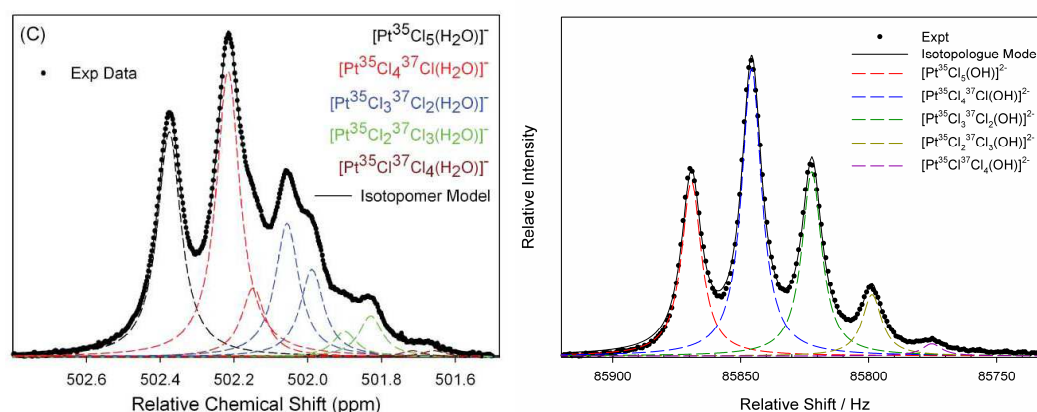 (C)
Exp Data
[Pt³⁵Cl₅(H₂O)]⁻
[Pt³⁵Cl₄³⁷Cl(H₂O)]⁻
[Pt³⁵Cl₃³⁷Cl₂(H₂O)]⁻
[Pt³⁵Cl₂³⁷Cl₃(H₂O)]⁻
[Pt³⁵Cl³⁷Cl₄(H₂O)]⁻
Isotopomer Model
502.6 502.4 502.2 502.0 501.8 501.6
Relative Chemical Shift (ppm)
Relative Intensity
Expt
Isotopologue Model
[Pt³⁵Cl₅(OH)]²⁻
[Pt³⁵Cl₄³⁷Cl(OH)]²⁻
[Pt³⁵Cl₃³⁷Cl₂(OH)]²⁻
[Pt³⁵Cl₂³⁷Cl₃(OH)]²⁻
[Pt³⁵Cl³⁷Cl₄(OH)]²⁻
85900 85850 85800 85750
Relative Shift / Hz